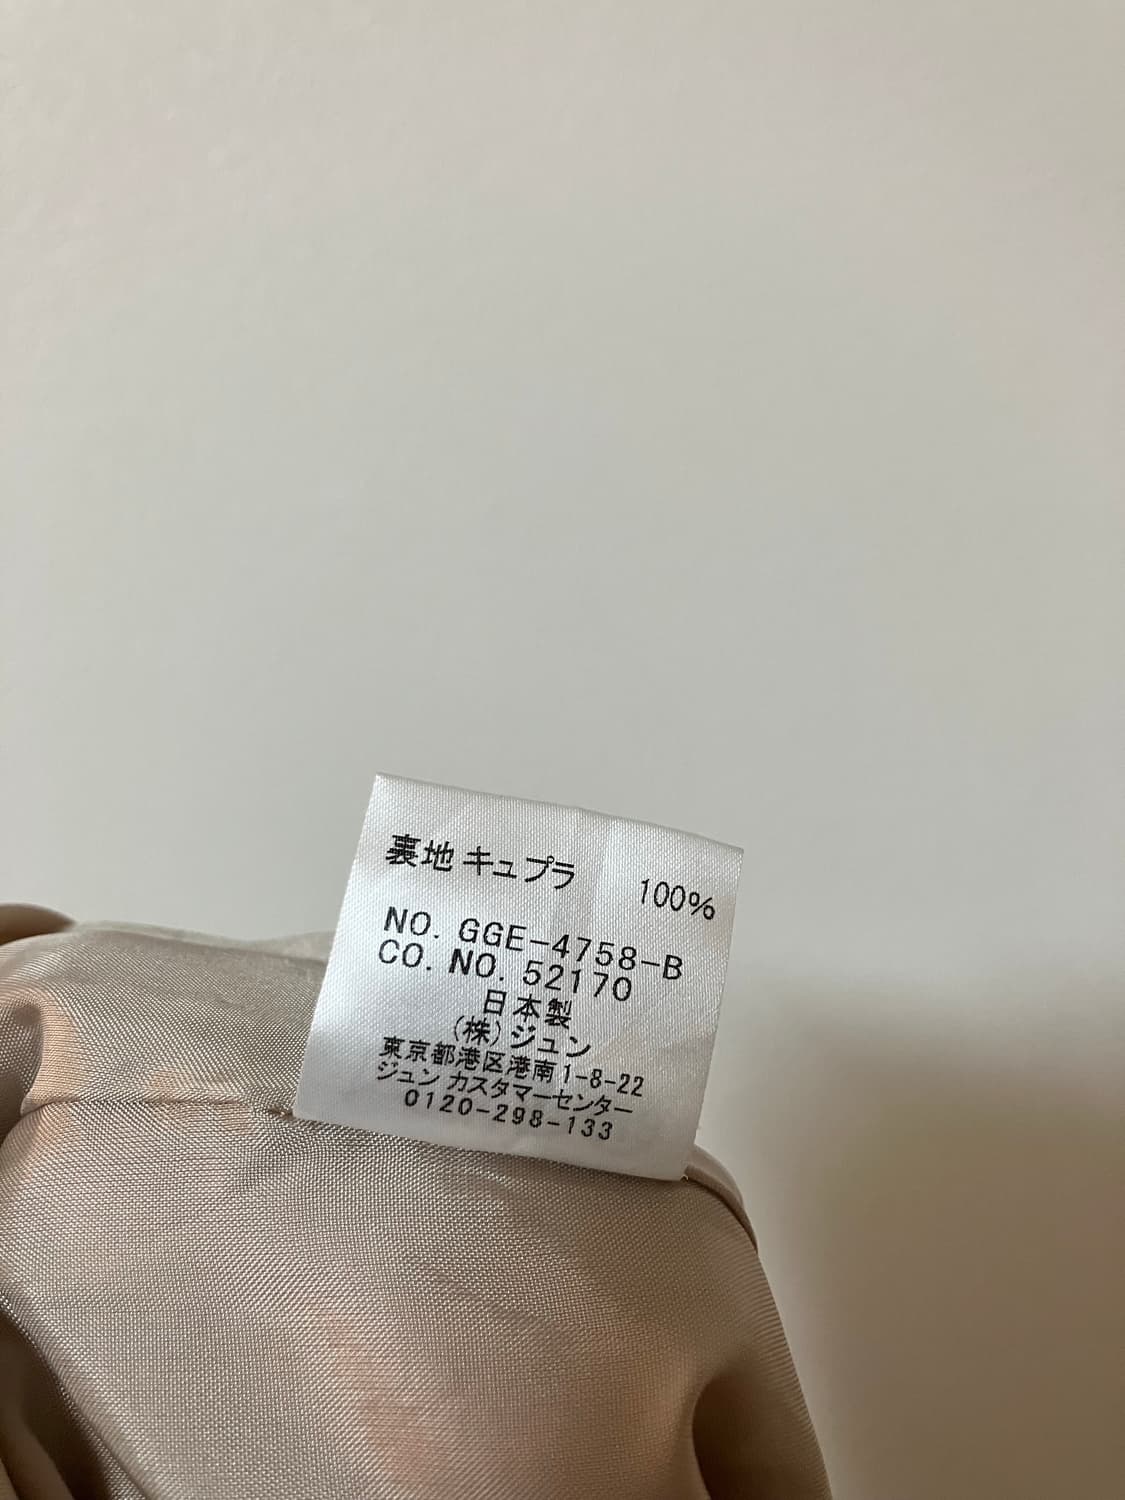 裏地 キュプラ 100%
NO. GGE-4758-B
CO. NO. 52170
日本製
(株)ジュン
東京都港区港南1-8-22
ジュン カスタマーセンター
0120-298-133